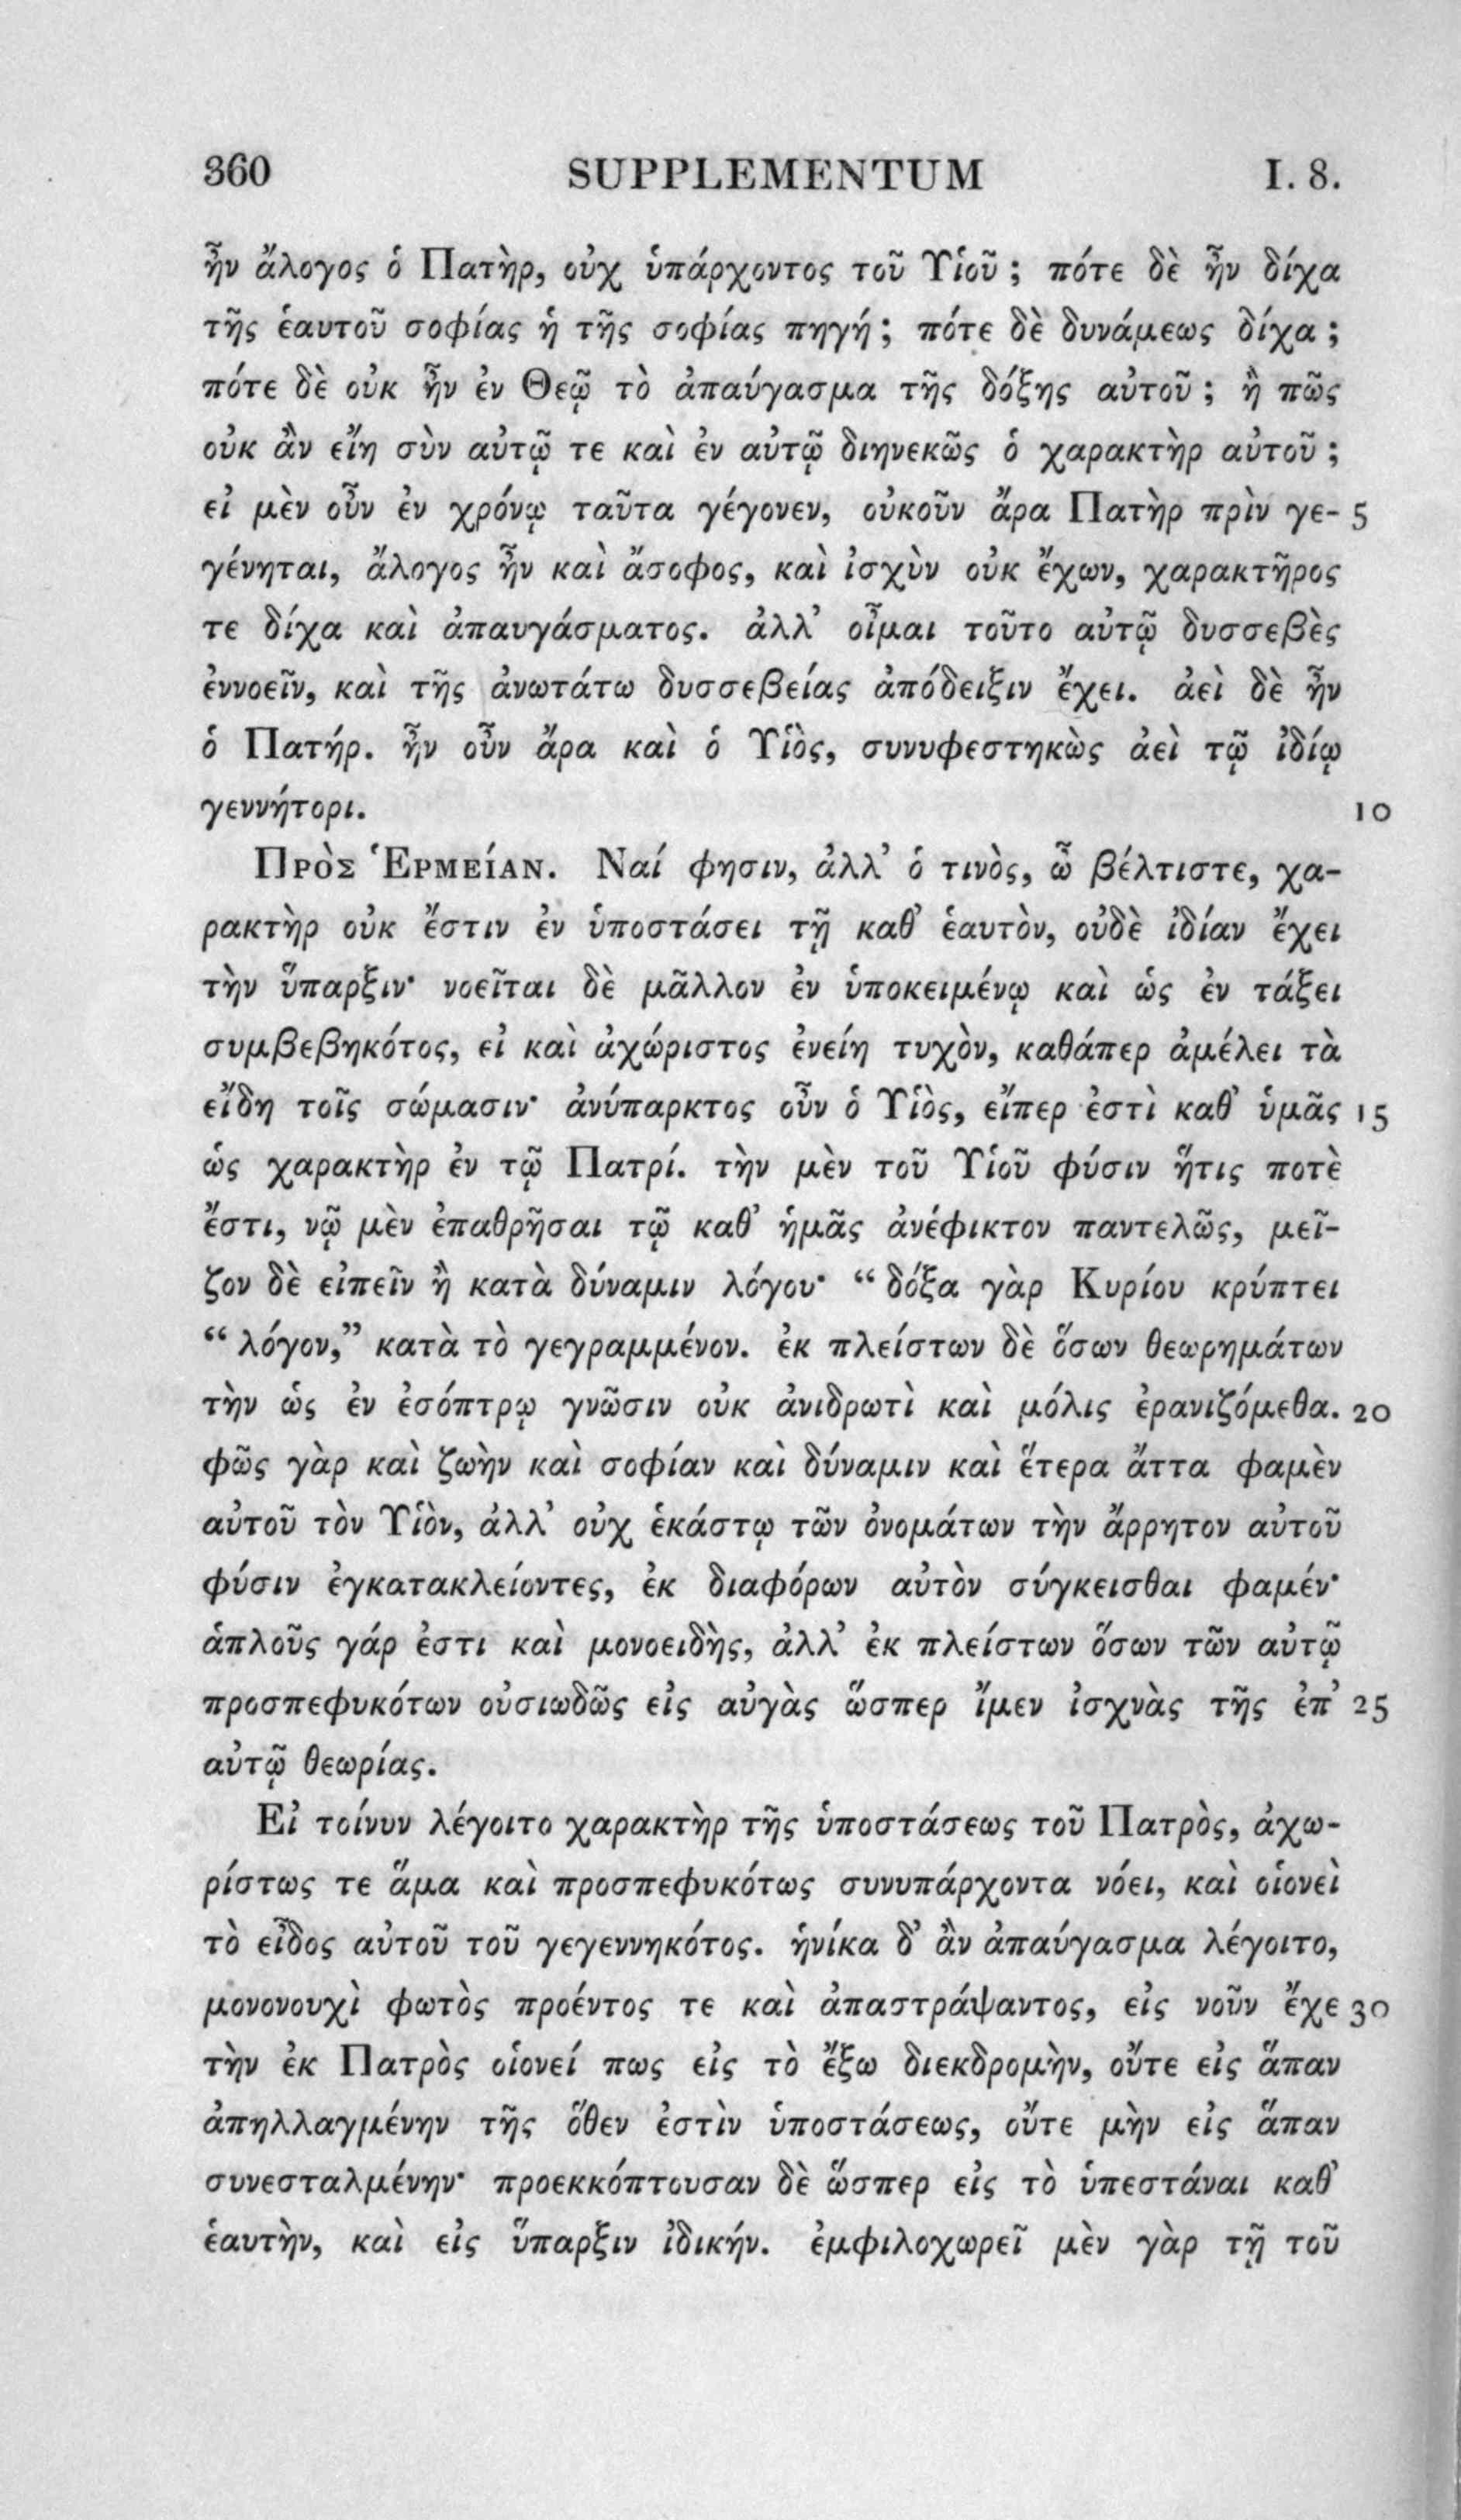 360 SUPPLEMENTUM I. 8.
ἦν ἄλογος ὁ Πατὴρ, οὐχ ὑπάρχοντος τοῦ Υἱοῦ ; πότε δὲ ἦν δίχα
τῆς ἑαυτοῦ σοφίας ἡ τῆς σοφίας πηγή ; πότε δὲ δυνάμεως δίχα ;
πότε δὲ οὐκ ἦν ἐν Θεῷ τὸ ἀπαύγασμα τῆς δόξης αὐτοῦ ; ἢ πῶς
οὐκ ἂν εἴη σὺν αὐτῷ τε καὶ ἐν αὐτῷ διηνεκῶς ὁ χαρακτὴρ αὐτοῦ ;
εἰ μὲν οὖν ἐν χρόνῳ ταῦτα γέγονεν, οὐκοῦν ἄρα Πατὴρ πρὶν γε- 5
γένηται, ἄλογος ἦν καὶ ἄσοφος, καὶ ἰσχὺν οὐκ ἔχων, χαρακτῆρος
τε δίχα καὶ ἀπαυγάσματος. ἀλλ’ οἶμαι τοῦτο αὐτῷ δυσσεβὲς
ἐννοεῖν, καὶ τῆς ἀνωτάτω δυσσεβείας ἀπόδειξιν ἔχει. ἀεὶ δὲ ἦν
ὁ Πατήρ. ἦν οὖν ἄρα καὶ ὁ Υἱὸς, συνυφεστηκὼς ἀεὶ τῷ ἰδίῳ
γεννήτορι. 10
Πρὸς Ἑρμείαν. Ναί φησιν, ἀλλ’ ὁ τινὸς, ὦ βέλτιστε, χα-
ρακτὴρ οὐκ ἔστιν ἐν ὑποστάσει τῇ καθ’ ἑαυτὸν, οὐδὲ ἰδίαν ἔχει
τὴν ὕπαρξιν· νοεῖται δὲ μᾶλλον ἐν ὑποκειμένῳ καὶ ὡς ἐν τάξει
συμβεβηκότος, εἰ καὶ ἀχώριστος ἐνείη τυχὸν, καθάπερ ἀμέλει τὰ
εἴδη τοῖς σώμασιν· ἀνύπαρκτος οὖν ὁ Υἱὸς, εἴπερ ἐστὶ καθ’ ὑμᾶς 15
ὡς χαρακτὴρ ἐν τῷ Πατρί. τὴν μὲν τοῦ Υἱοῦ φύσιν ἥτις ποτὲ
ἔστι, νῷ μὲν ἐπαθρῆσαι τῷ καθ’ ἡμᾶς ἀνέφικτον παντελῶς, μεῖ-
ζον δὲ εἰπεῖν ἢ κατὰ δύναμιν λόγου· “ δόξα γὰρ Κυρίου κρύπτει
“ λόγον,” κατὰ τὸ γεγραμμένον. ἐκ πλείστων δὲ ὅσων θεωρημάτων
τὴν ὡς ἐν ἐσόπτρῳ γνῶσιν οὐκ ἀνιδρωτὶ καὶ μόλις ἐρανιζόμεθα. 20
φῶς γὰρ καὶ ζωὴν καὶ σοφίαν καὶ δύναμιν καὶ ἕτερα ἄττα φαμὲν
αὐτοῦ τὸν Υἱὸν, ἀλλ’ οὐχ ἑκάστῳ τῶν ὀνομάτων τὴν ἄρρητον αὐτοῦ
φύσιν ἐγκατακλείοντες, ἐκ διαφόρων αὐτὸν σύγκεισθαι φαμέν·
ἁπλοῦς γάρ ἐστι καὶ μονοειδὴς, ἀλλ’ ἐκ πλείστων ὅσων τῶν αὐτῷ
προσπεφυκότων οὐσιωδῶς εἰς αὐγὰς ὥσπερ ἴμεν ἰσχνὰς τῆς ἐπ’ 25
αὐτῷ θεωρίας.
Εἰ τοίνυν λέγοιτο χαρακτὴρ τῆς ὑποστάσεως τοῦ Πατρὸς, ἀχω-
ρίστως τε ἅμα καὶ προσπεφυκότως συνυπάρχοντα νόει, καὶ οἱονεὶ
τὸ εἶδος αὐτοῦ τοῦ γεγεννηκότος. ἡνίκα δ’ ἂν ἀπαύγασμα λέγοιτο,
μονονουχὶ φωτὸς προέντος τε καὶ ἀπαστράψαντος, εἰς νοῦν ἔχε 30
τὴν ἐκ Πατρὸς οἱονεί πως εἰς τὸ ἔξω διεκδρομὴν, οὔτε εἰς ἅπαν
ἀπηλλαγμένην τῆς ὅθεν ἐστὶν ὑποστάσεως, οὔτε μὴν εἰς ἅπαν
συνεσταλμένην· προεκκόπτουσαν δὲ ὥσπερ εἰς τὸ ὑπεστάναι καθ’
ἑαυτὴν, καὶ εἰς ὕπαρξιν ἰδικήν. ἐμφιλοχωρεῖ μὲν γὰρ τῇ τοῦ